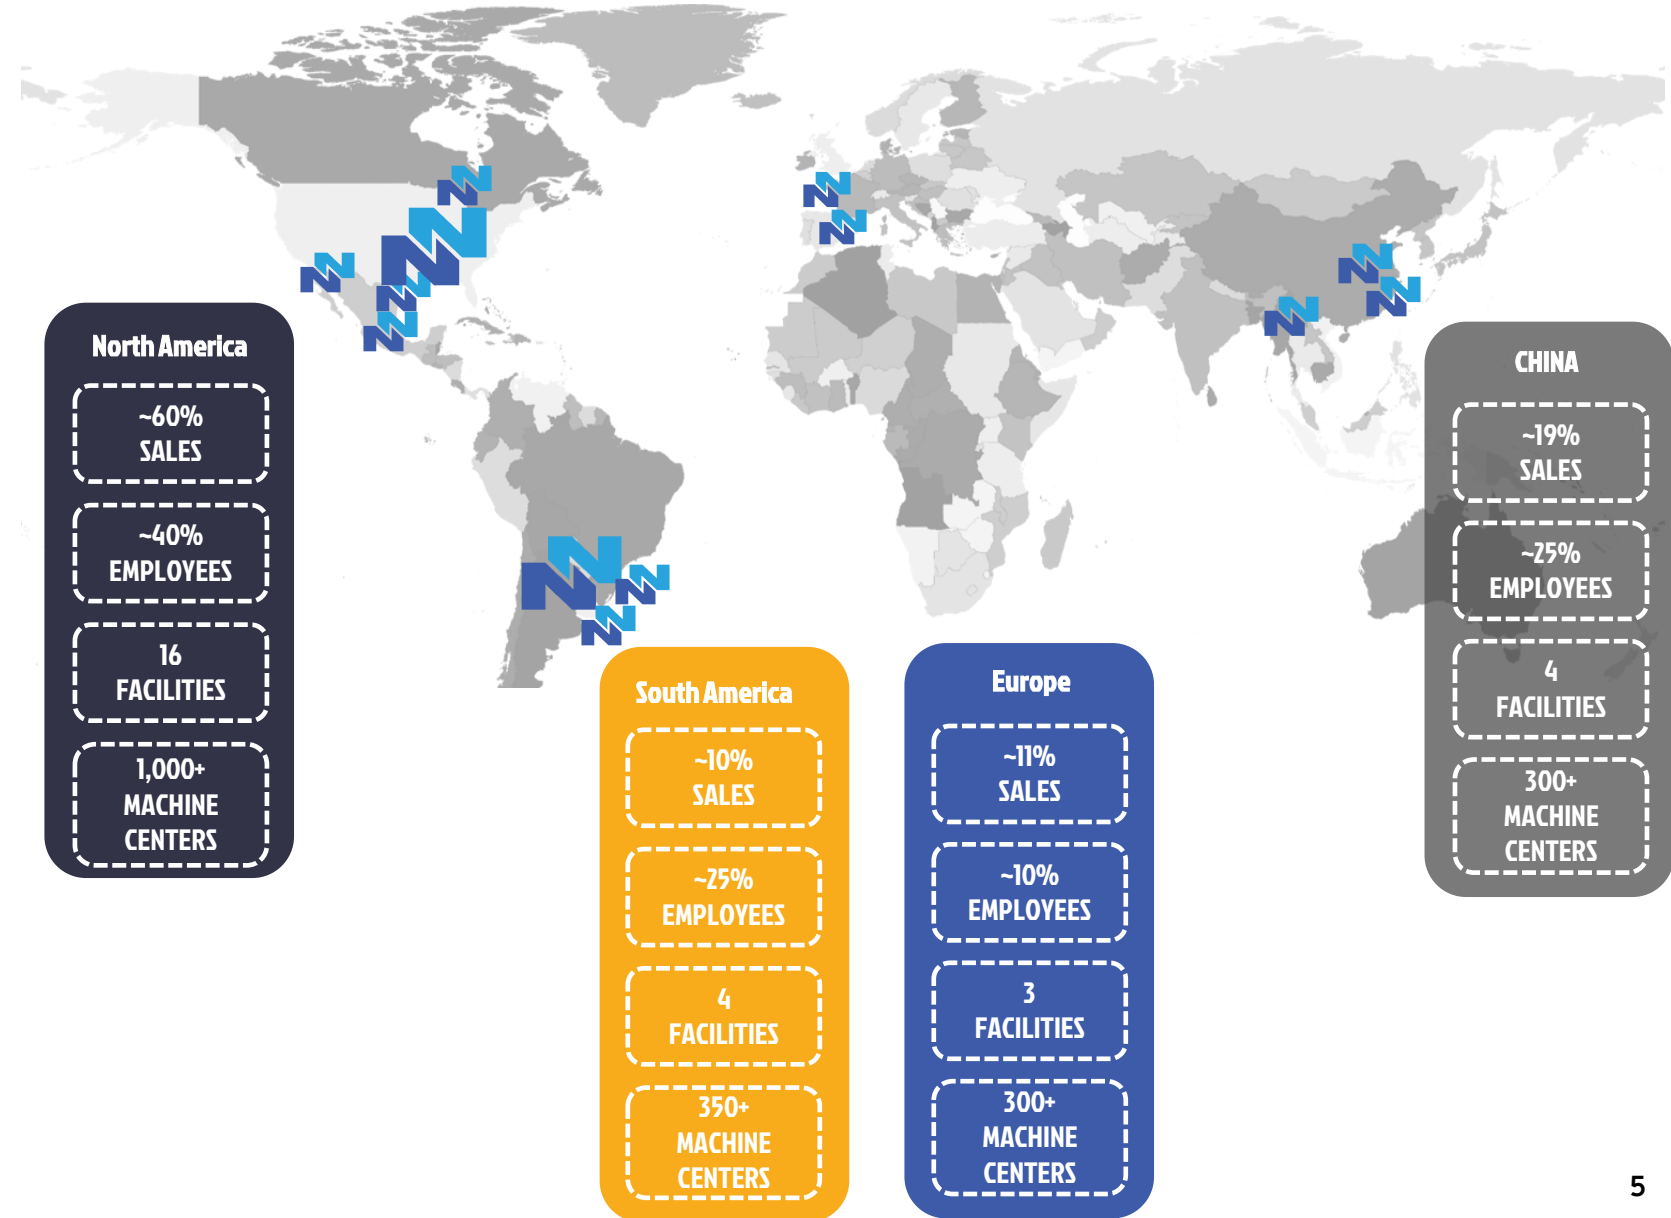 North America
~60%
SALES
~40%
EMPLOYEES
16
FACILITIES
1,000+
MACHINE
CENTERS
South America
~10%
SALES
~25%
EMPLOYEES
4
FACILITIES
350+
MACHINE
CENTERS
Europe
~11%
SALES
~10%
EMPLOYEES
3
FACILITIES
300+
MACHINE
CENTERS
CHINA
~19%
SALES
~25%
EMPLOYEES
4
FACILITIES
300+
MACHINE
CENTERS
5